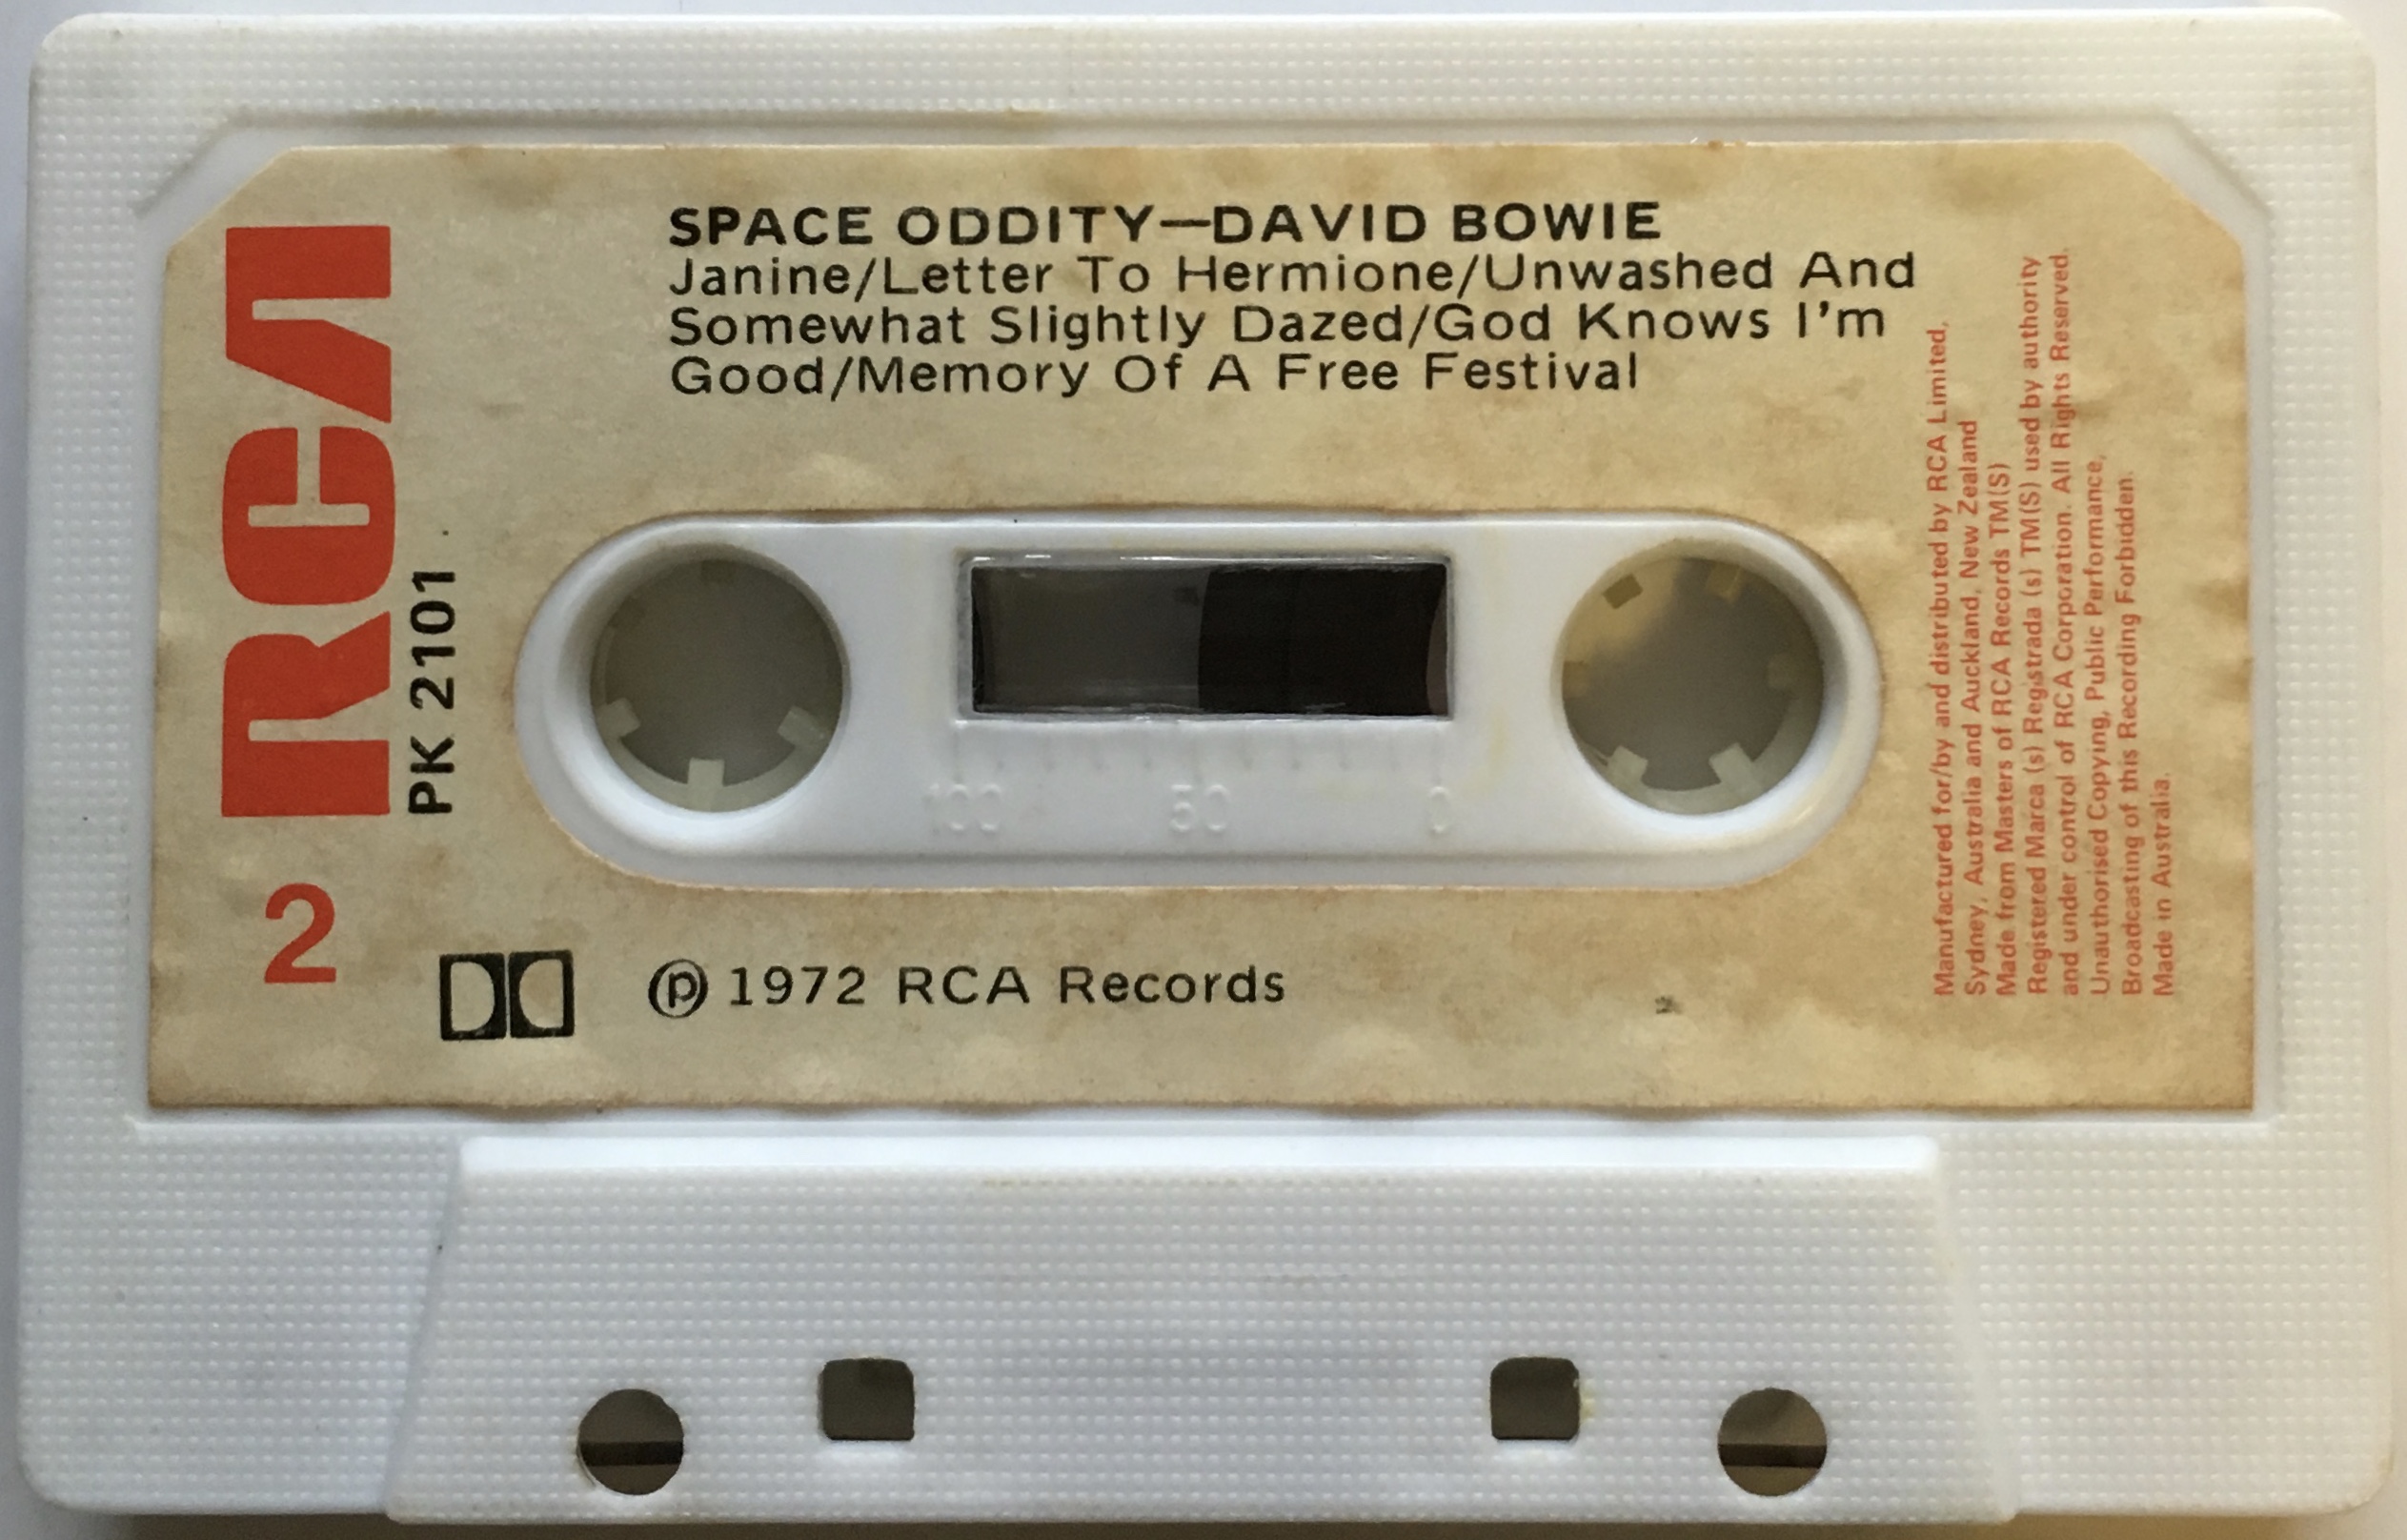 SPACE ODDITY—DAVID BOWIE
Janine/Letter To Hermione/Unwashed And
Somewhat Slightly Dazed/God Knows I'm
Good/Memory Of A Free Festival
RCA
PK 2101
2
100 50 0
℗ 1972 RCA Records
Manufactured for/by and distributed by RCA Limited,
Sydney, Australia and Auckland, New Zealand
Made from Masters of RCA Records TM(S)
Registered Marca (s) Registrada (s) TM(S) used by authority
and under control of RCA Corporation. All Rights Reserved.
Unauthorised Copying, Public Performance,
Broadcasting of this Recording Forbidden.
Made in Australia.